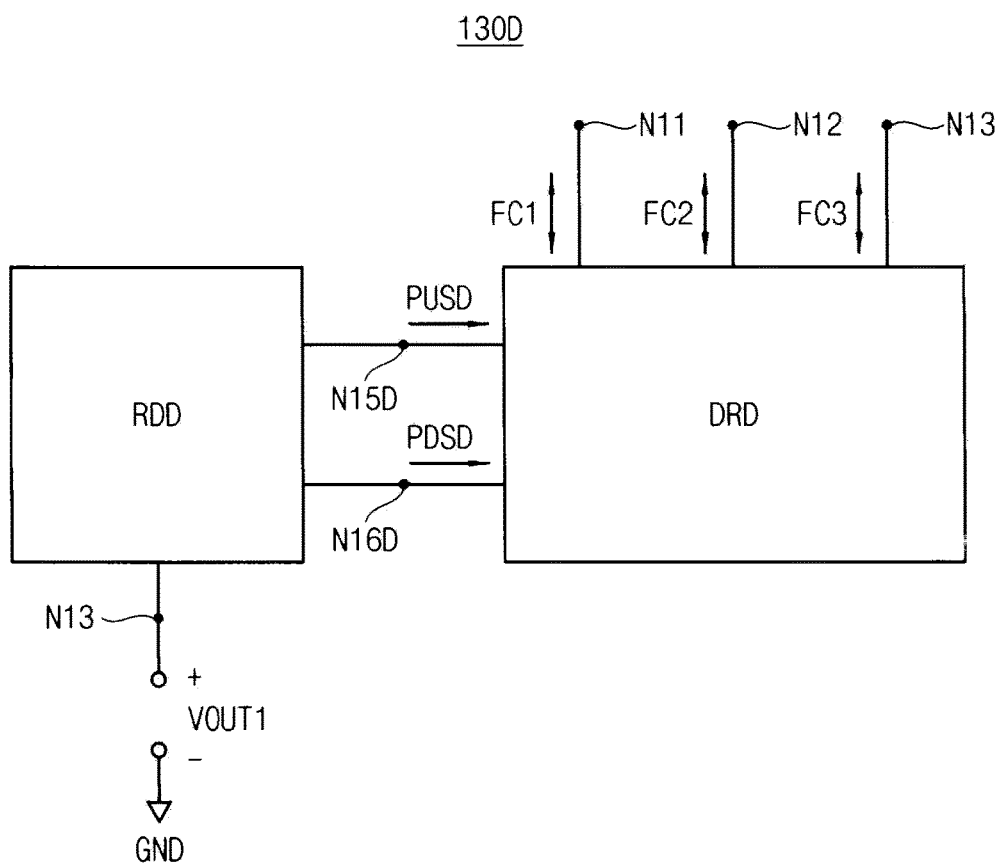 130D
N11
N12
N13
FC1
FC2
FC3
PUSD
N15D
RDD
DRD
PDSD
N16D
N13
+
VOUT1
−
GND